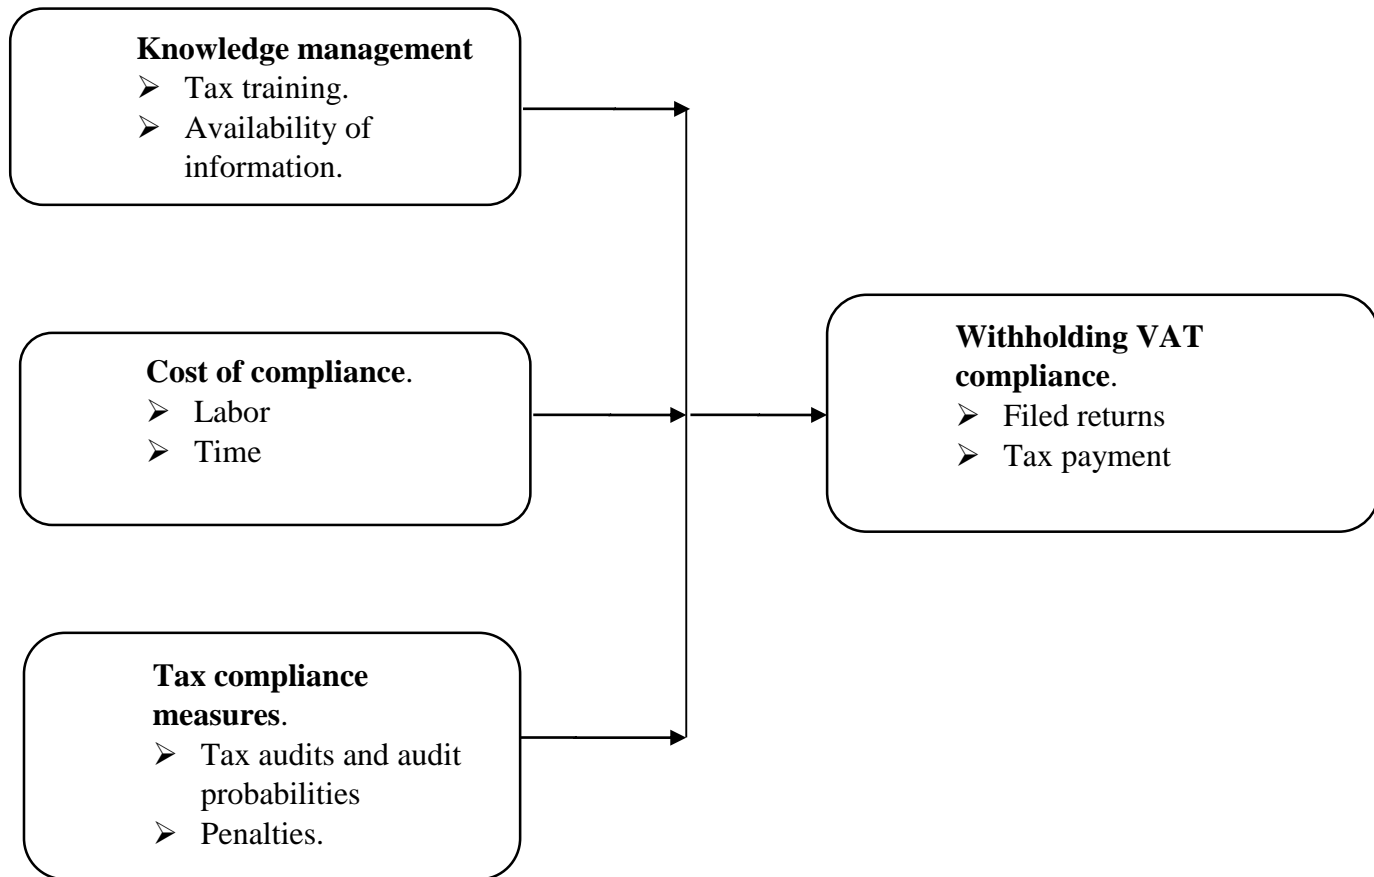 Knowledge management
➢ Tax training.
➢ Availability of
information.
Cost of compliance.
➢ Labor
➢ Time
Withholding VAT
compliance.
➢ Filed returns
➢ Tax payment
Tax compliance
measures.
➢ Tax audits and audit
probabilities
➢ Penalties.